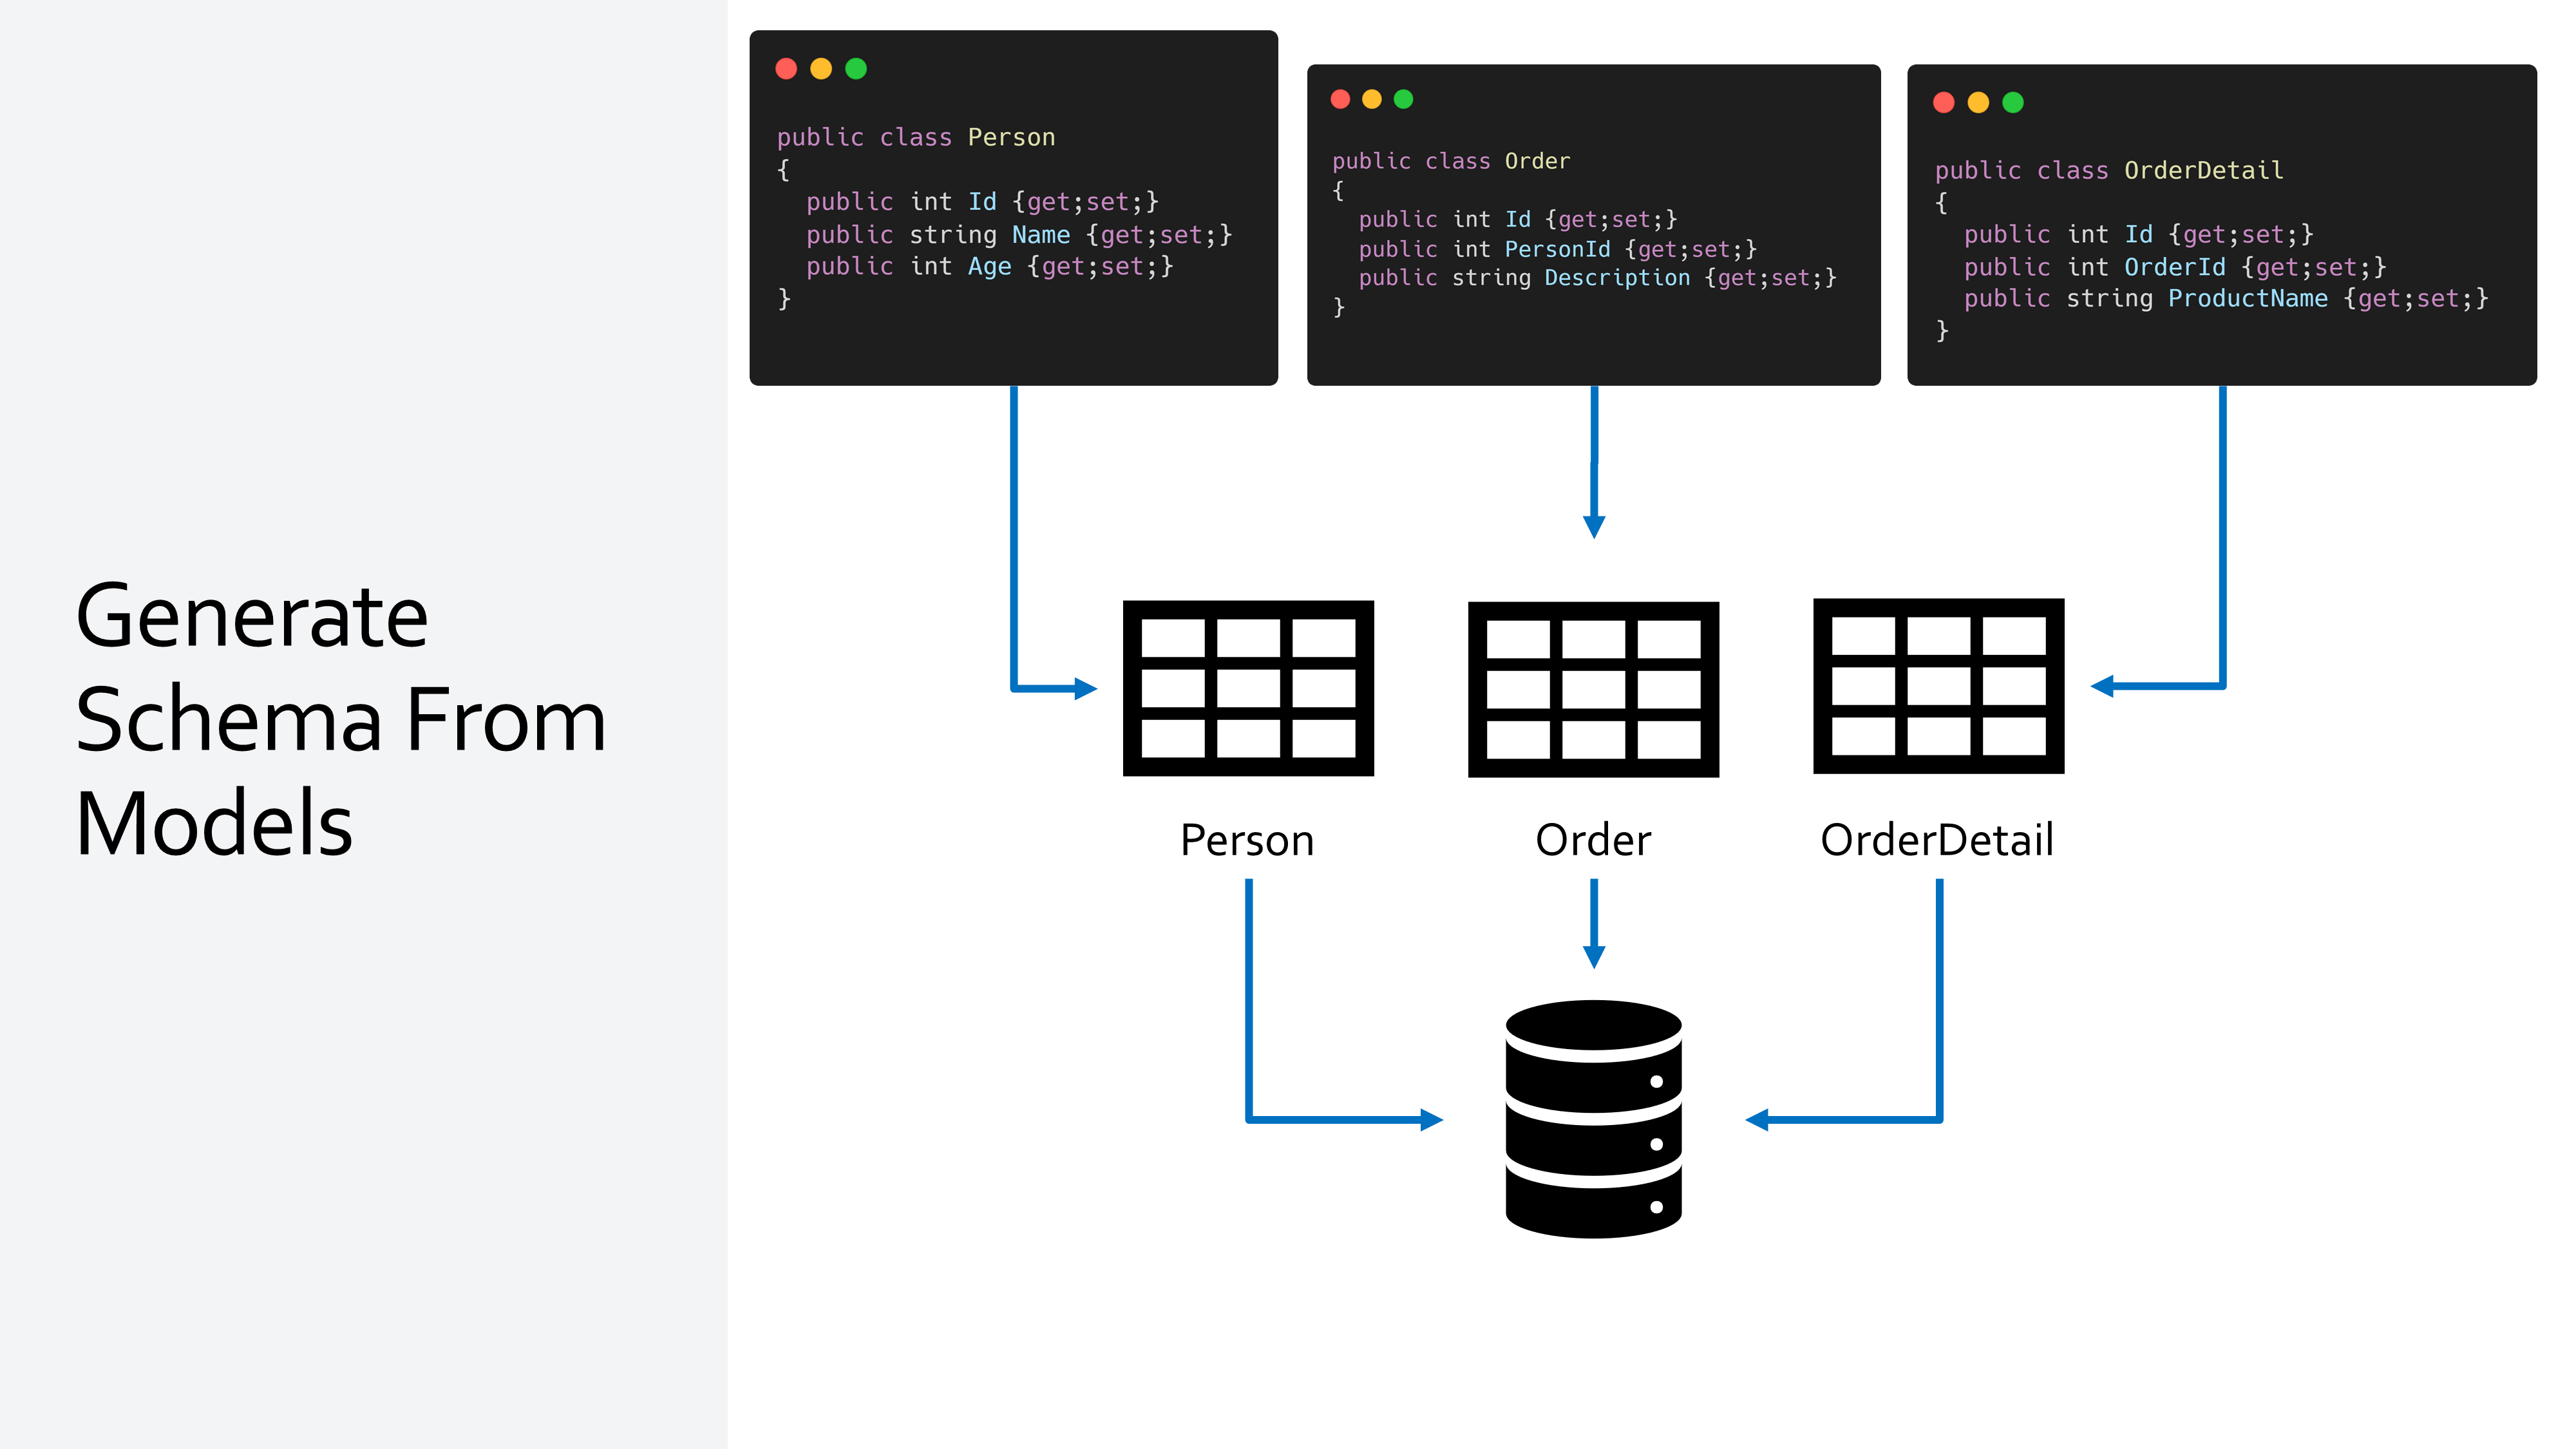 Generate
Schema From
Models
public class Person
{
  public int Id {get;set;}
  public string Name {get;set;}
  public int Age {get;set;}
}
public class Order
{
  public int Id {get;set;}
  public int PersonId {get;set;}
  public string Description {get;set;}
}
public class OrderDetail
{
  public int Id {get;set;}
  public int OrderId {get;set;}
  public string ProductName {get;set;}
}
Person
Order
OrderDetail